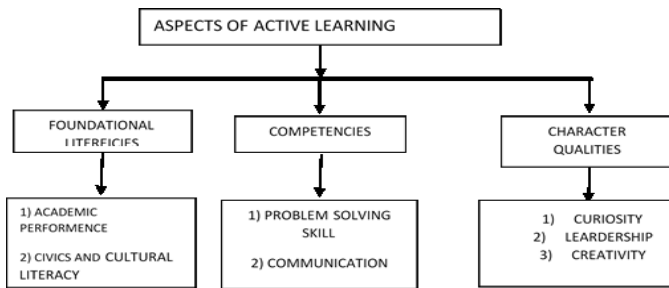 ASPECTS OF ACTIVE LEARNING
FOUNDATIONAL
LITEREICIES
COMPETENCIES
CHARACTER
QUALITIES
1) ACADEMIC
PERFORMENCE
2) CIVICS AND CULTURAL
LITERACY
1) PROBLEM SOLVING
SKILL
2) COMMUNICATION
1) CURIOSITY
2) LEARDERSHIP
3) CREATIVITY